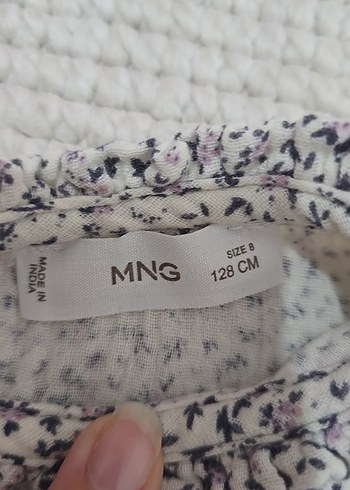 MADE IN
INDIA
MNG
SIZE 8
128 CM